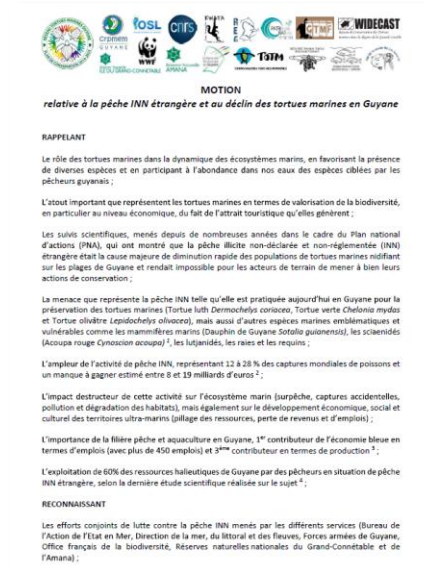 Crpmem
GUYANE
OSL
cnrs
KWATA
WWF
ILE DU GRAND-CONNÉTABLE
AMANA
GTMF
WIDECAST
TOTM
MOTION
relative à la pêche INN étrangère et au déclin des tortues marines en Guyane
RAPPELANT
Le rôle des tortues marines dans la dynamique des écosystèmes marins, en favorisant la présence
de diverses espèces et en participant à l'abondance dans nos eaux des espèces ciblées par les
pêcheurs guyanais ;
L'atout important que représentent les tortues marines en termes de valorisation de la biodiversité,
en particulier au niveau économique, du fait de l'attrait touristique qu'elles génèrent ;
Les suivis scientifiques, menés depuis de nombreuses années dans le cadre du Plan national
d'actions (PNA), qui ont montré que la pêche illicite non-déclarée et non-réglementée (INN)
étrangère était la cause majeure de diminution rapide des populations de tortues marines nidifiant
sur les plages de Guyane et rendait impossible pour les acteurs de terrain de mener à bien leurs
actions de conservation ;
La menace que représente la pêche INN telle qu'elle est pratiquée aujourd'hui en Guyane pour la
préservation des tortues marines (Tortue luth Dermochelys coriacea, Tortue verte Chelonia mydas
et Tortue olivâtre Lepidochelys olivacea), mais aussi d'autres espèces marines emblématiques et
vulnérables comme les mammifères marins (Dauphin de Guyane Sotalia guianensis), les sciaenidés
(Acoupa rouge Cynoscion acoupa) ¹, les lutjanidés, les raies et les requins ;
L'ampleur de l'activité de pêche INN, représentant 12 à 28 % des captures mondiales de poissons et
un manque à gagner estimé entre 8 et 19 milliards d'euros ² ;
L'impact destructeur de cette activité sur l'écosystème marin (surpêche, captures accidentelles,
pollution et dégradation des habitats), mais également sur le développement économique, social et
culturel des territoires ultra-marins (pillage des ressources, perte de revenus et d'emplois) ;
L'importance de la filière pêche et aquaculture en Guyane, 1er contributeur de l'économie bleue en
termes d'emplois (avec plus de 450 emplois) et 3ème contributeur en termes de production ³ ;
L'exploitation de 60% des ressources halieutiques de Guyane par des pêcheurs en situation de pêche
INN étrangère, selon la dernière étude scientifique réalisée sur le sujet ⁴ ;
RECONNAISSANT
Les efforts conjoints de lutte contre la pêche INN menés par les différents services (Bureau de
l'Action de l'Etat en Mer, Direction de la mer, du littoral et des fleuves, Forces armées de Guyane,
Office français de la biodiversité, Réserves naturelles nationales du Grand-Connétable et de
l'Amana) ;